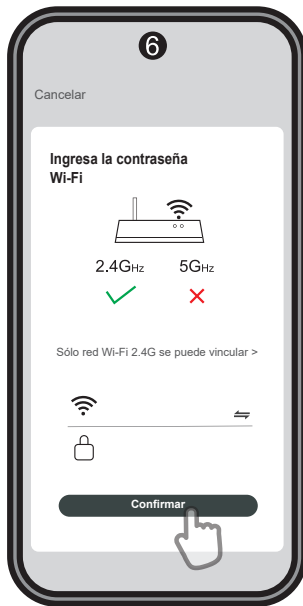 6
Cancelar
Ingresa la contraseña
Wi-Fi
2.4GHz 5GHz
Sólo red Wi-Fi 2.4G se puede vincular >
Confirmar